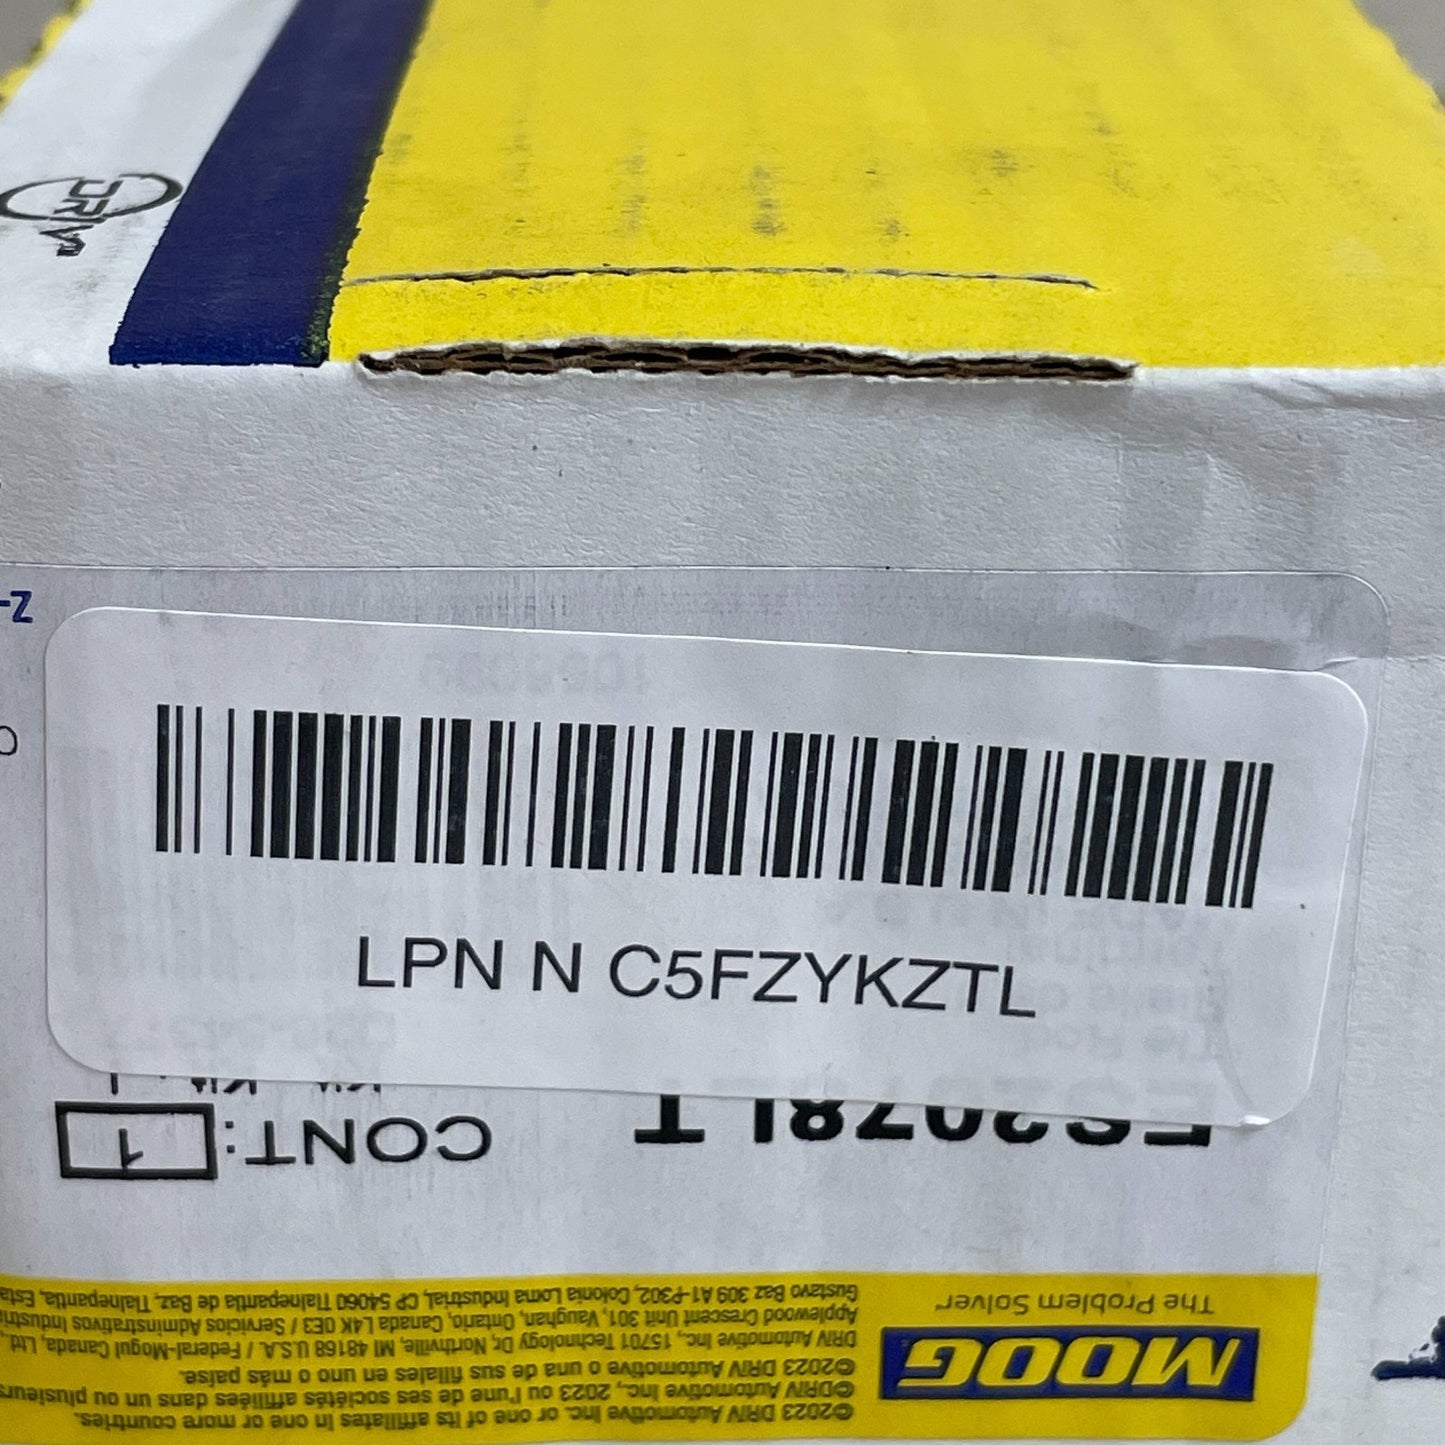 DRiV™
Z-
LPN N C5FZYKZTL
ES2078LT
CONT: 1
MOOG
The Problem Solver™
©2023 DRiV Automotive Inc. or one of its affiliates in one or more countries.
©DRiV Automotive Inc., 2023 ou l'une de ses sociétés affiliées dans un ou plusieurs
©2023 DRiV Automotive o una de sus filiales en uno o más países.
DRiV Automotive Inc., 15701 Technology Dr, Northville, MI 48168 U.S.A. / Federal-Mogul Canada, Ltd.,
Applewood Crescent Unit 301, Vaughan, Ontario, Canada L4K 0E3 / Servicios Administrativos Industri
Gustavo Baz 309 A1-P302, Colonia Loma Industrial, CP 54060 Tlalnepantla de Baz, Tlalnepantla, Esta